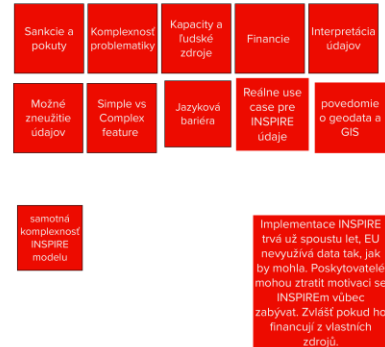 Sankcie a
pokuty
Komplexnosť
problematiky
Kapacity a
ľudské
zdroje
Financie
Interpretácia
údajov
Možné
zneužitie
údajov
Simple vs
Complex
feature
Jazyková
bariéra
Reálne use
case pre
INSPIRE
údaje
povedomie
o geodata a
GIS
samotná
komplexnosť
INSPIRE
modelu
Implementace INSPIRE
trvá už spoustu let, EU
nevyužívá data tak, jak
by mohla. Poskytovatelé
mohou ztratit motivaci se
INSPIREm vůbec
zabývat. Zvlášť pokud ho
financují z vlastních
zdrojů.